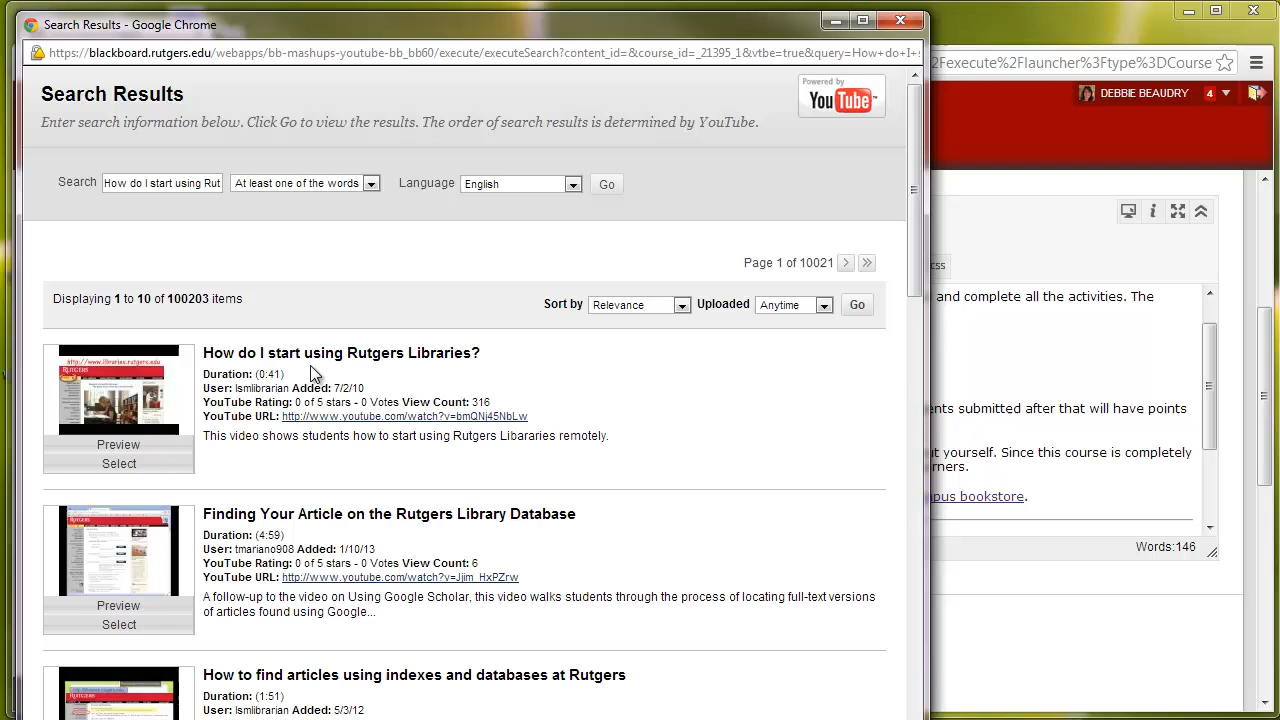 Search Results - Google Chrome
https://blackboard.rutgers.edu/webapps/bb-mashups-youtube-bb_bb60/execute/executeSearch?content_id=&course_id=_21395_1&vtbe=true&query=How+do+I+s
2Fexecute%2Flauncher%3Ftype%3DCourse
DEBBIE BEAUDRY 4
Search Results
Powered by
YouTube
Enter search information below. Click Go to view the results. The order of search results is determined by YouTube.
Search How do I start using Rut At least one of the words Language English Go
Page 1 of 10021
ess
Displaying 1 to 10 of 100203 items Sort by Relevance Uploaded Anytime Go
and complete all the activities. The
http://www.libraries.rutgers.edu
How do I start using Rutgers Libraries?
Duration: (0:41)
User: lsmlibrarian Added: 7/2/10
YouTube Rating: 0 of 5 stars - 0 Votes View Count: 316
YouTube URL: http://www.youtube.com/watch?v=bmQNj45NbLw
This video shows students how to start using Rutgers Libararies remotely.
Preview
Select
ents submitted after that will have points
ut yourself. Since this course is completely
rners.
pus bookstore.
Finding Your Article on the Rutgers Library Database
Duration: (1:59)
Added: 1/10/13
YouTube Rating: 0 of 5 stars - 0 Votes View Count: 6
YouTube URL: http://www.youtube.com/watch?v=Jjim_HxPZrw
A follow-up to the video on Using Google Scholar, this video walks students through the process of locating full-text versions
of articles found using Google...
Preview
Select
Words:146
How to find articles using indexes and databases at Rutgers
Duration: (1:51)
User: lsmlibrarian Added: 5/3/12